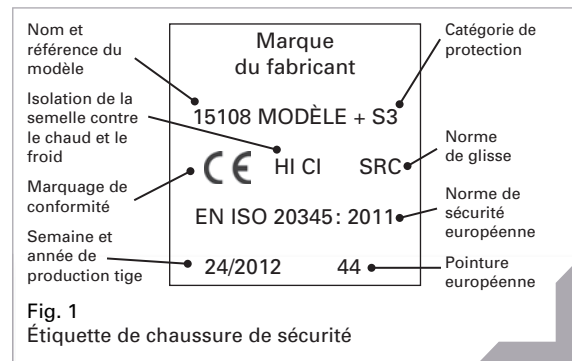 Nom et
référence du
modèle
Isolation de la
semelle contre
le chaud et le
froid
Marquage de
conformité
Semaine et
année de
production tige
Marque
du fabricant
15108 MODÈLE + S3
CE HI CI SRC
EN ISO 20345: 2011
24/2012 44
Catégorie de
protection
Norme
de glisse
Norme de
sécurité
européenne
Pointure
européenne
Fig. 1
Étiquette de chaussure de sécurité